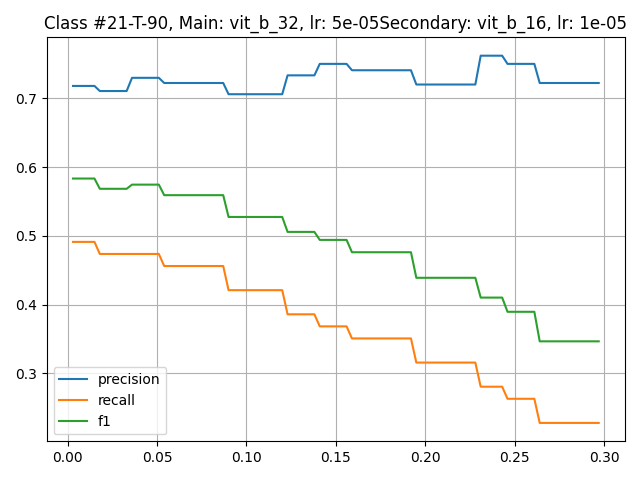 Class #21-T-90, Main: vit_b_32, lr: 5e-05Secondary: vit_b_16, lr: 1e-05
0.7
0.6
0.5
0.4
0.3
precision
recall
f1
0.00 0.05 0.10 0.15 0.20 0.25 0.30